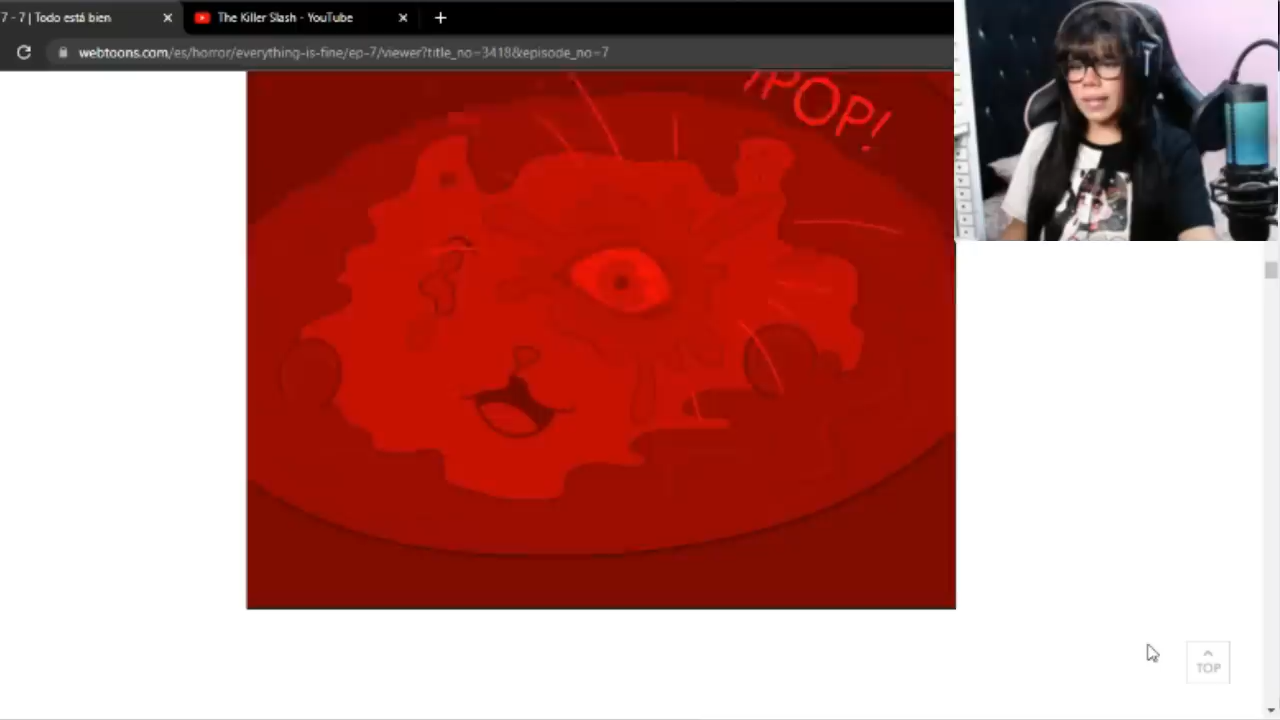 7 - 7 | Todo está bien
The Killer Slash - YouTube
webtoons.com/es/horror/everything-is-fine/ep-7/viewer?title_no=3418&episode_no=7
¡POP!
TOP